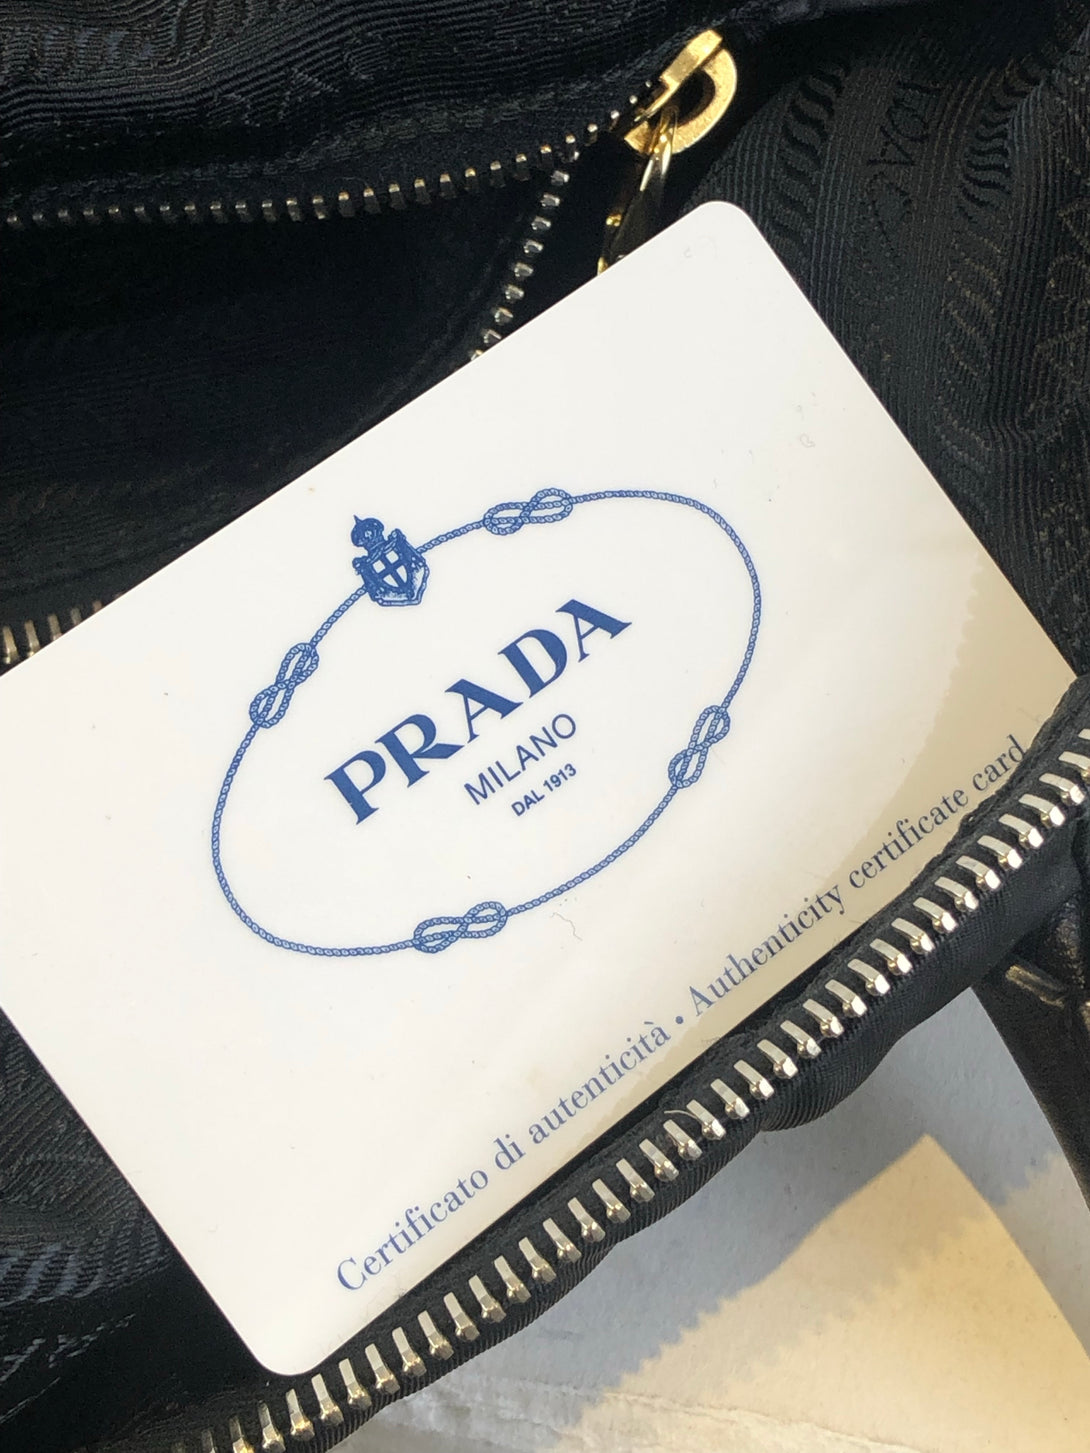 PRADA
MILANO
DAL 1913
Certificato di autenticità • Authenticity certificate card